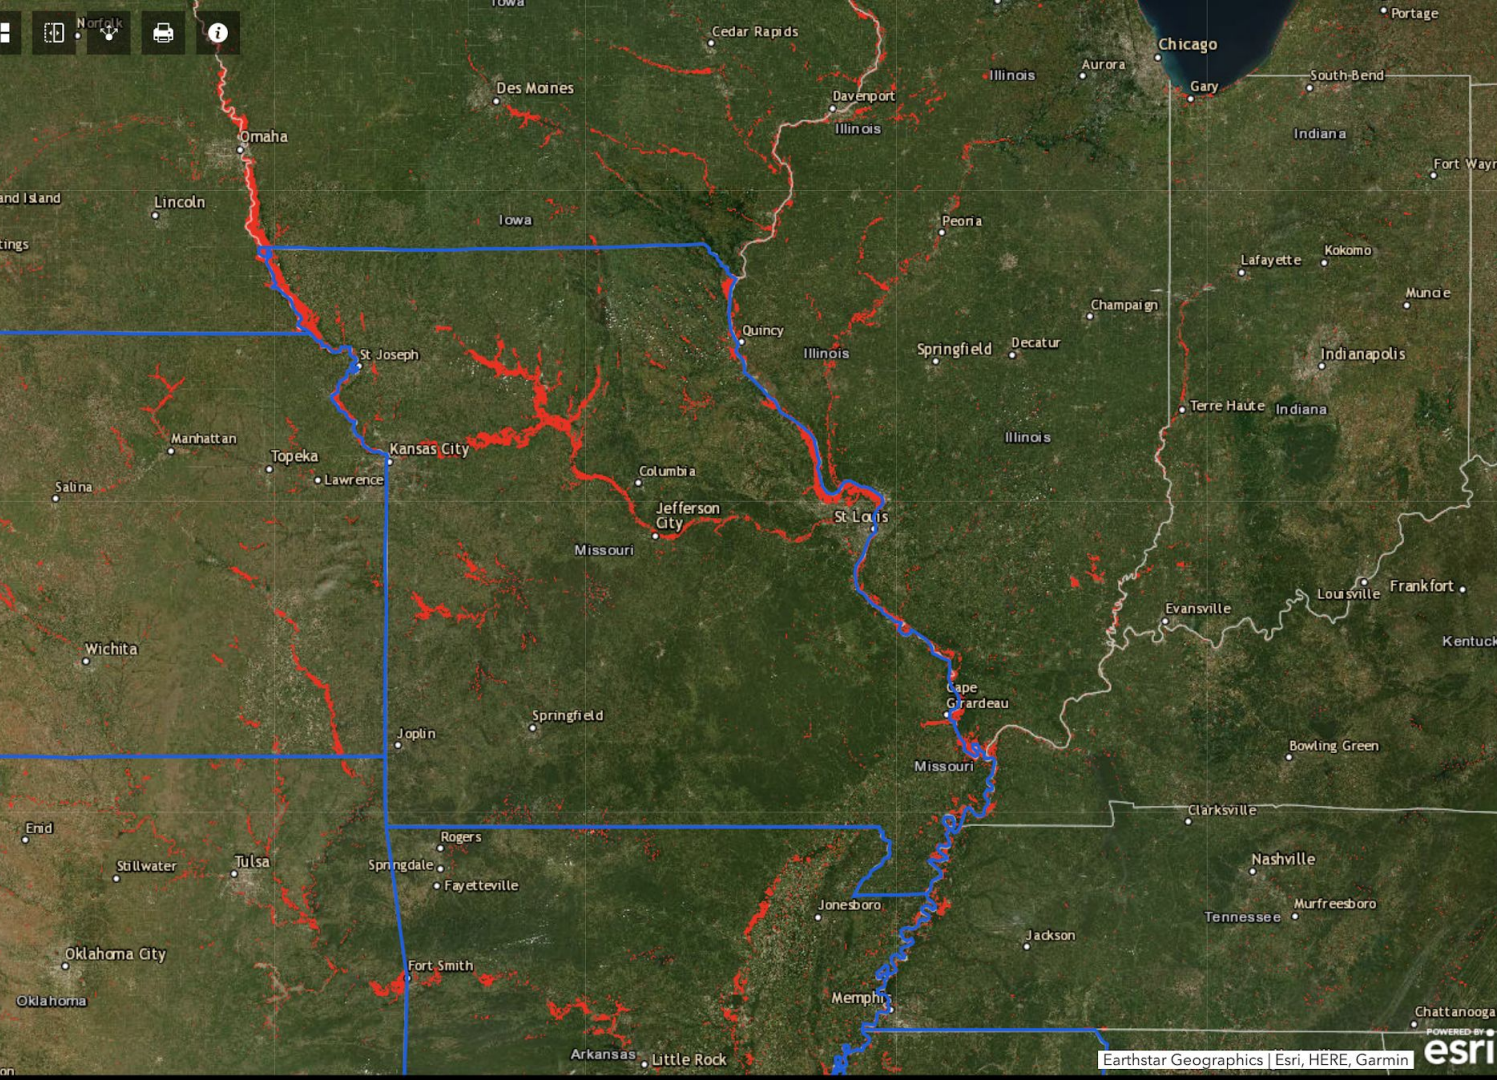 Iowa
Norfolk
Portage
Cedar Rapids
Chicago
Aurora
Illinois
South Bend
Des Moines
Gary
Davenport
Illinois
Indiana
Omaha
Fort Wayn
and Island
Lincoln
Iowa
Peoria
tings
Kokomo
Lafayette
Muncie
Champaign
Quincy
Springfield
Decatur
Illinois
St Joseph
Indianapolis
Terre Haute
Indiana
Manhattan
Illinois
Kansas City
Topeka
Columbia
Lawrence
Salina
Jefferson
City
St Louis
Missouri
Frankfort
Louisville
Evansville
Kentuck
Wichita
Cape
Girardeau
Springfield
Joplin
Bowling Green
Missouri
Clarksville
Enid
Rogers
Nashville
Tulsa
Stillwater
Springdale
Fayetteville
Jonesboro
Murfreesboro
Tennessee
Jackson
Oklahoma City
Fort Smith
Memphis
Oklahoma
Chattanooga
POWERED BY
esri
Arkansas
Little Rock
Earthstar Geographics | Esri, HERE, Garmin